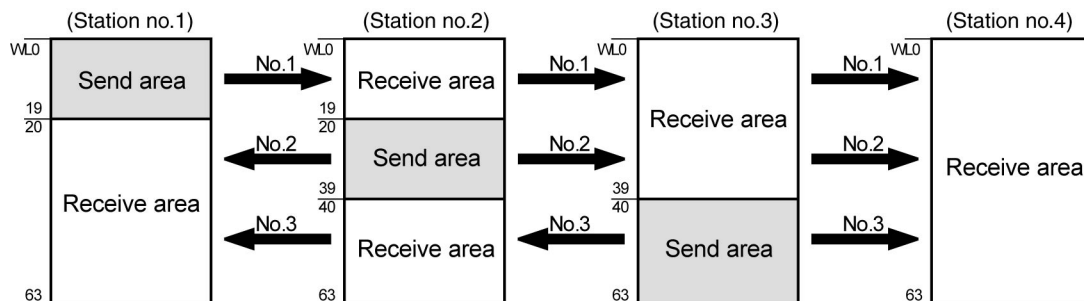 (Station no.1) (Station no.2) (Station no.3) (Station no.4)
WL0 WL0 WL0 WL0
No.1 No.1 No.1
Send area Receive area
19 19
20 20
Receive area
No.2 No.2 No.2
Send area
Receive area
Receive area
39 39
40 40
No.3 No.3 No.3
Receive area Send area
63 63 63 63